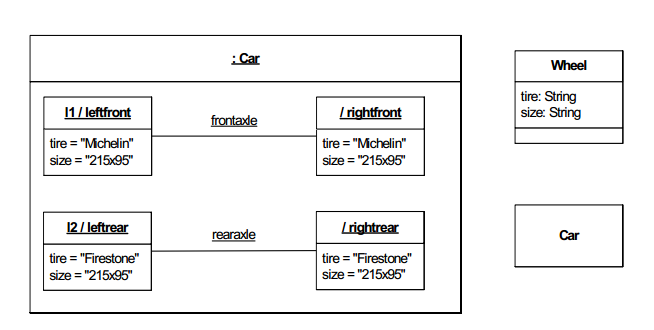 : Car
l1 / leftfront
tire = "Michelin"
size = "215x95"
frontaxle
/ rightfront
tire = "Michelin"
size = "215x95"
l2 / leftrear
tire = "Firestone"
size = "215x95"
rearaxle
/ rightrear
tire = "Firestone"
size = "215x95"
Wheel
tire: String
size: String
Car